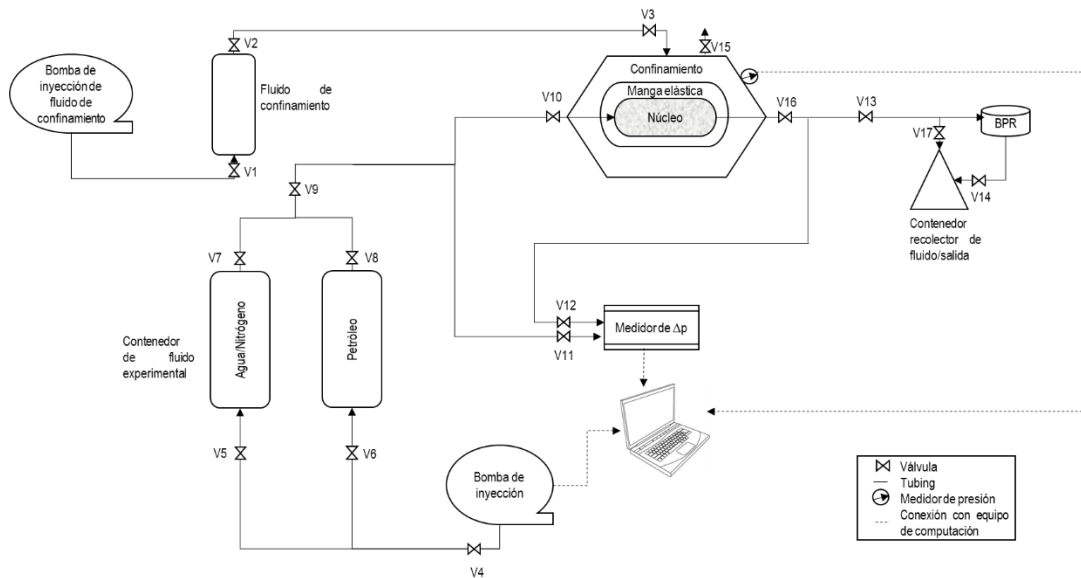 V3
V2
V15
Bomba de
inyección de
fluido de
confinamiento
Fluido de
confinamiento
Confinamiento
Manga elástica
Núcleo
V10
V16
V13
V17
BPR
V1
V14
V9
Contenedor
recolector de
fluido/salida
V7
V8
V12
V11
Medidor de Δp
Contenedor
de fluido
experimental
Agua/Nitrógeno
Petróleo
V5
V6
Bomba de
inyección
V4
Válvula
Tubing
Medidor de presión
Conexión con equipo
de computación